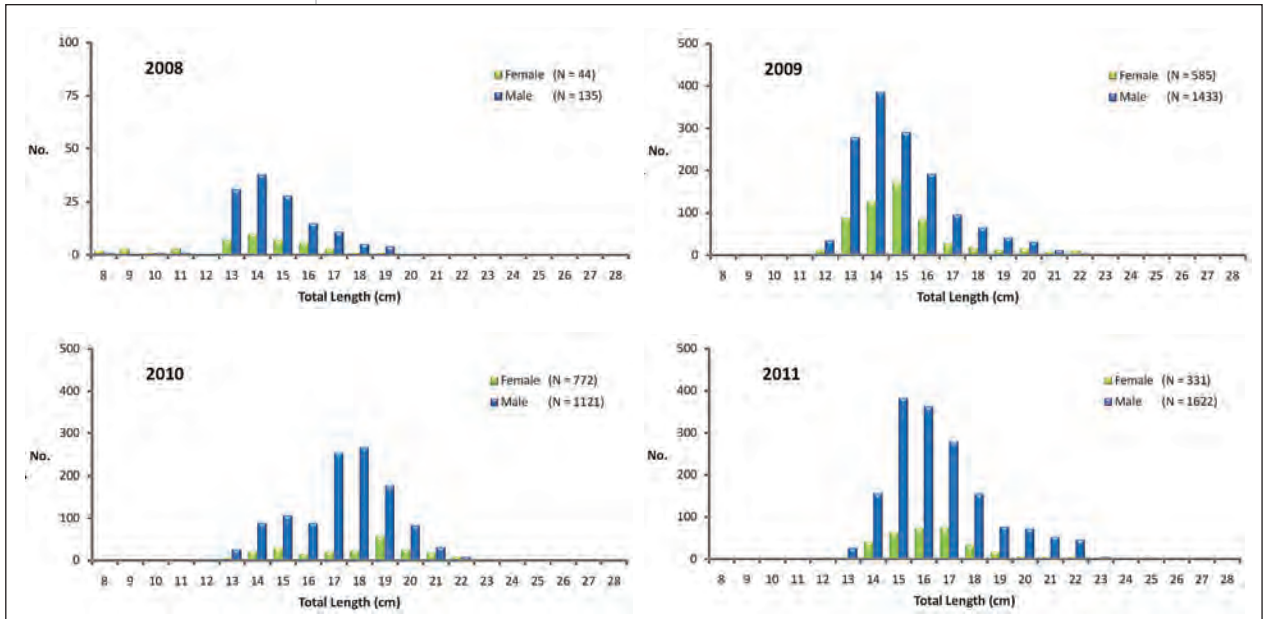 100
75
50
No.
25
0
2008
Female (N = 44)
Male (N = 135)
8 9 10 11 12 13 14 15 16 17 18 19 20 21 22 23 24 25 26 27 28
Total Length (cm)
500
400
300
No.
200
100
0
2009
Female (N = 585)
Male (N = 1433)
8 9 10 11 12 13 14 15 16 17 18 19 20 21 22 23 24 25 26 27 28
Total Length (cm)
500
400
300
No.
200
100
0
2010
Female (N = 772)
Male (N = 1121)
8 9 10 11 12 13 14 15 16 17 18 19 20 21 22 23 24 25 26 27 28
Total Length (cm)
500
400
300
No.
200
100
0
2011
Female (N = 331)
Male (N = 1622)
8 9 10 11 12 13 14 15 16 17 18 19 20 21 22 23 24 25 26 27 28
Total Length (cm)